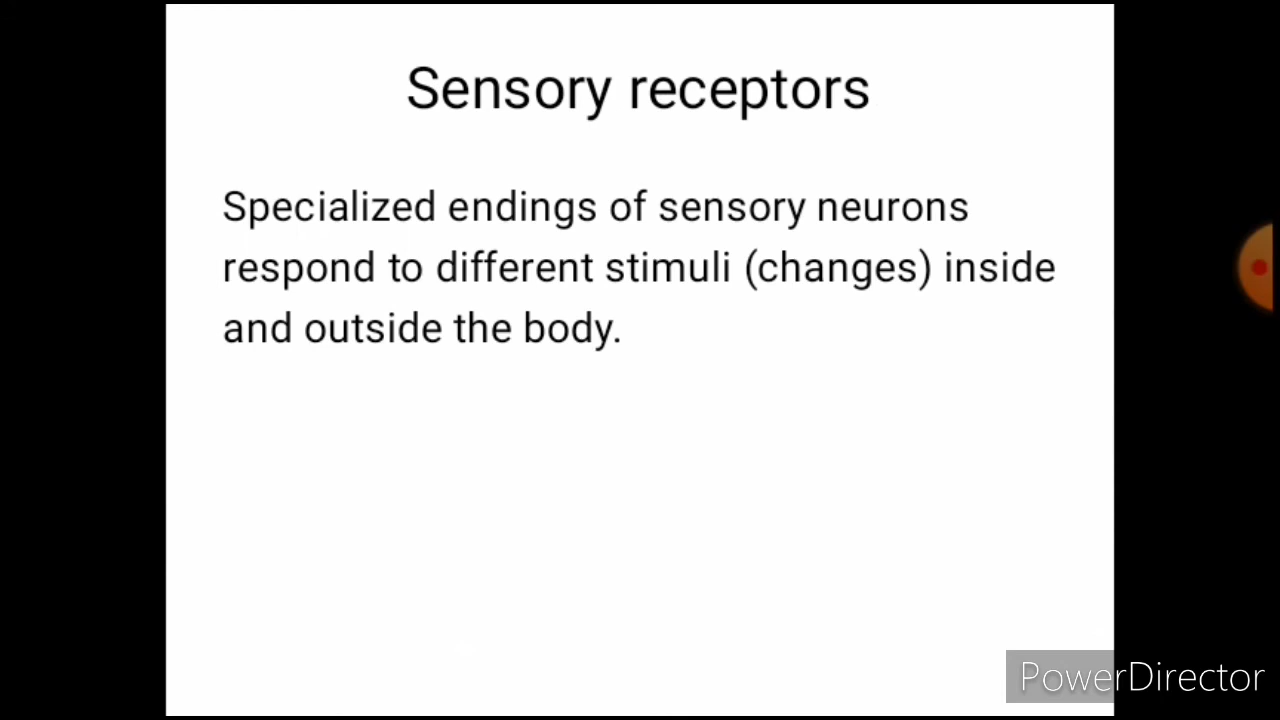 Sensory receptors
Specialized endings of sensory neurons
respond to different stimuli (changes) inside
and outside the body.
PowerDirector